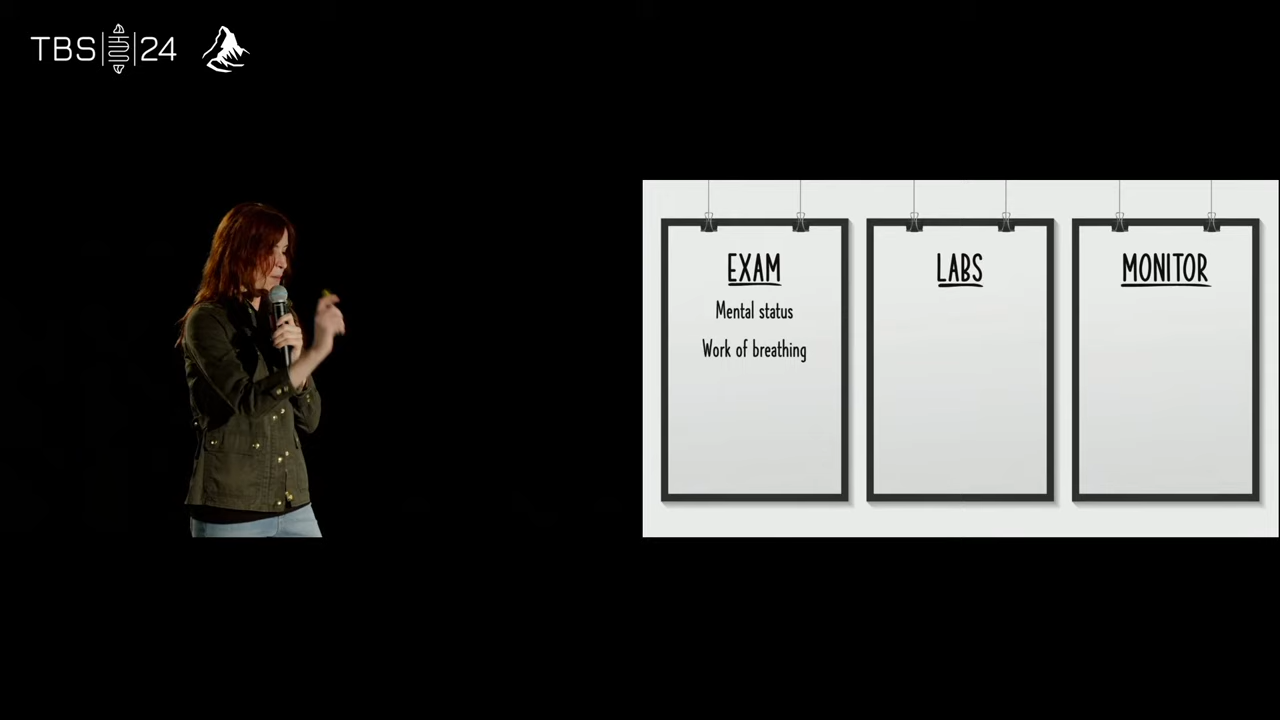 TBS 24
EXAM
Mental status
Work of breathing
LABS
MONITOR